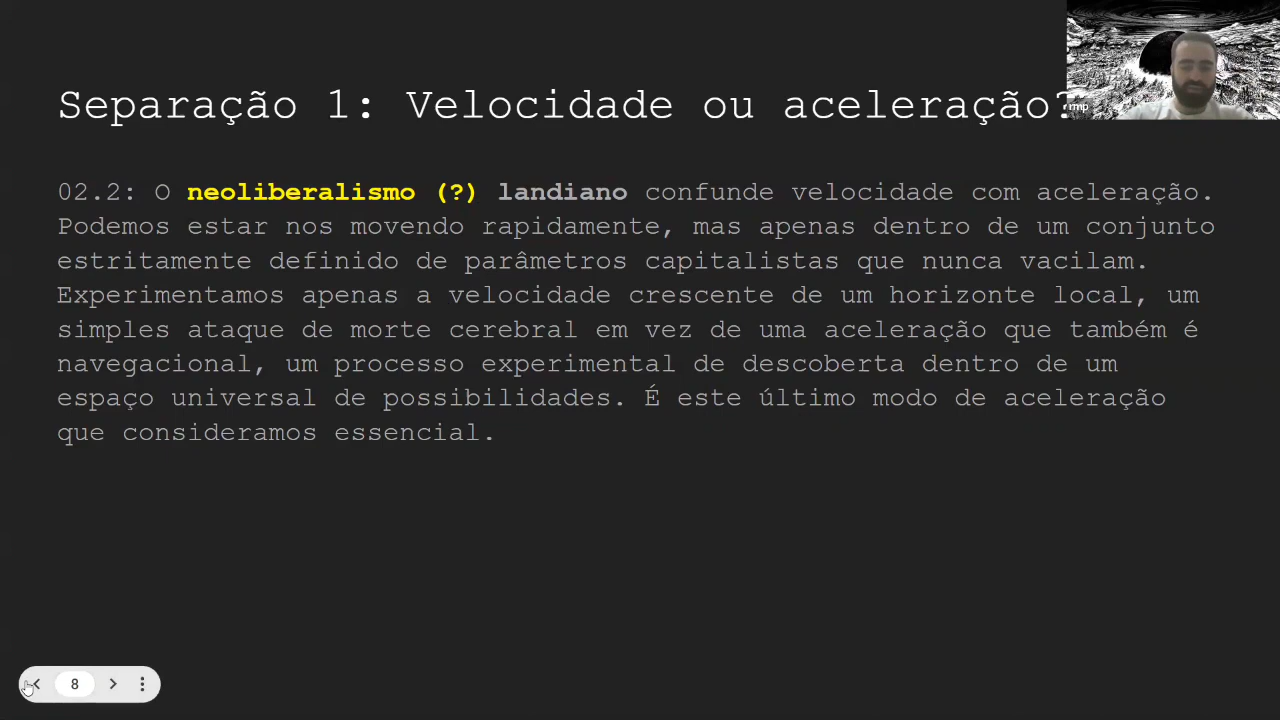 Separação 1: Velocidade ou aceleração?
rmp
02.2: O neoliberalismo (?) landiano confunde velocidade com aceleração.
Podemos estar nos movendo rapidamente, mas apenas dentro de um conjunto
estritamente definido de parâmetros capitalistas que nunca vacilam.
Experimentamos apenas a velocidade crescente de um horizonte local, um
simples ataque de morte cerebral em vez de uma aceleração que também é
navegacional, um processo experimental de descoberta dentro de um
espaço universal de possibilidades. É este último modo de aceleração
que consideramos essencial.
8